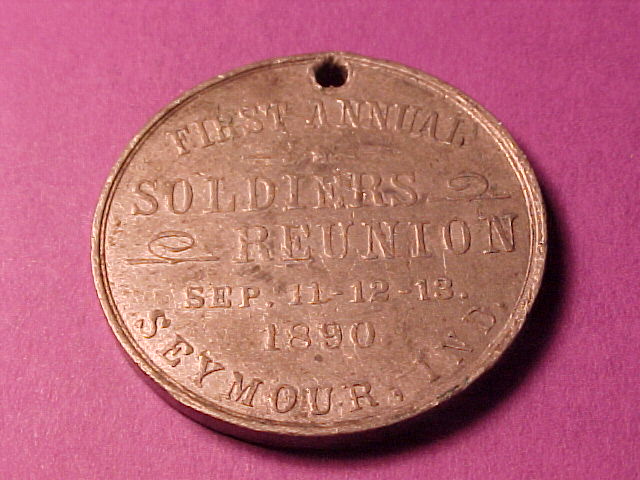 FIRST ANNUAL
SOLDIERS
REUNION
SEP. 11-12-13.
1890
SEYMOUR, IND.